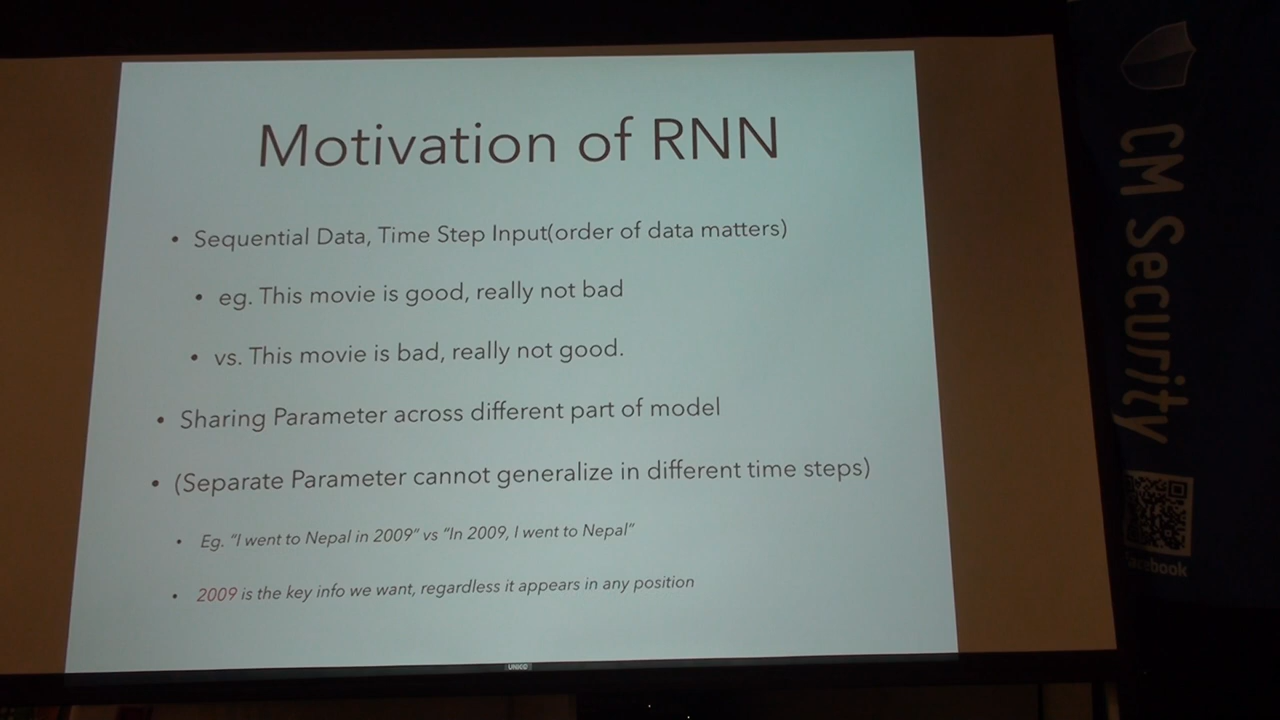 Motivation of RNN
• Sequential Data, Time Step Input(order of data matters)
• eg. This movie is good, really not bad
• vs. This movie is bad, really not good.
• Sharing Parameter across different part of model
• (Separate Parameter cannot generalize in different time steps)
• Eg. "I went to Nepal in 2009" vs "In 2009, I went to Nepal"
• 2009 is the key info we want, regardless it appears in any position
CM Security